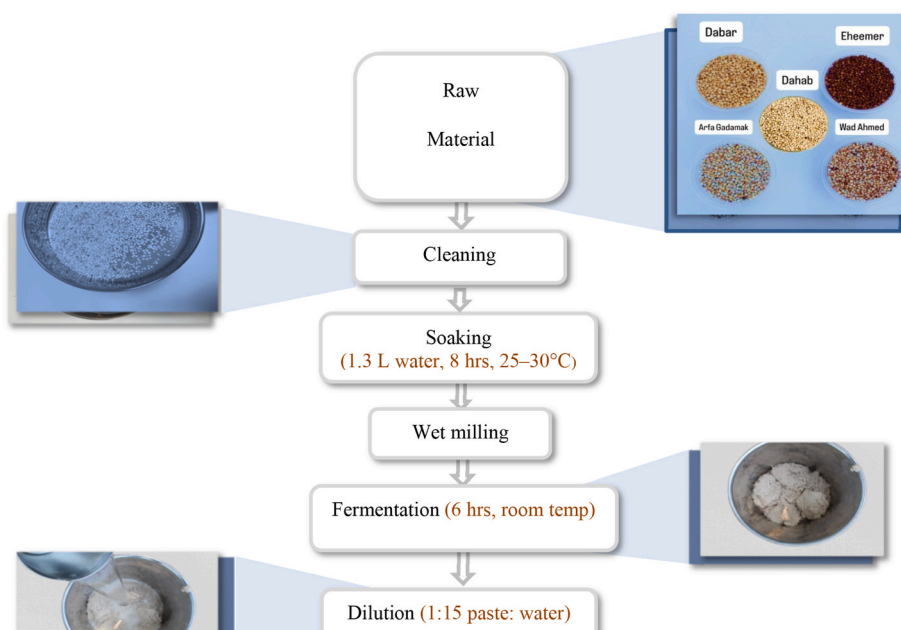 Raw
Material
Dabar
Eheemer
Dahab
Arfa Gadamak
Wad Ahmed
Cleaning
Soaking
(1.3 L water, 8 hrs, 25–30°C)
Wet milling
Fermentation (6 hrs, room temp)
Dilution (1:15 paste: water)